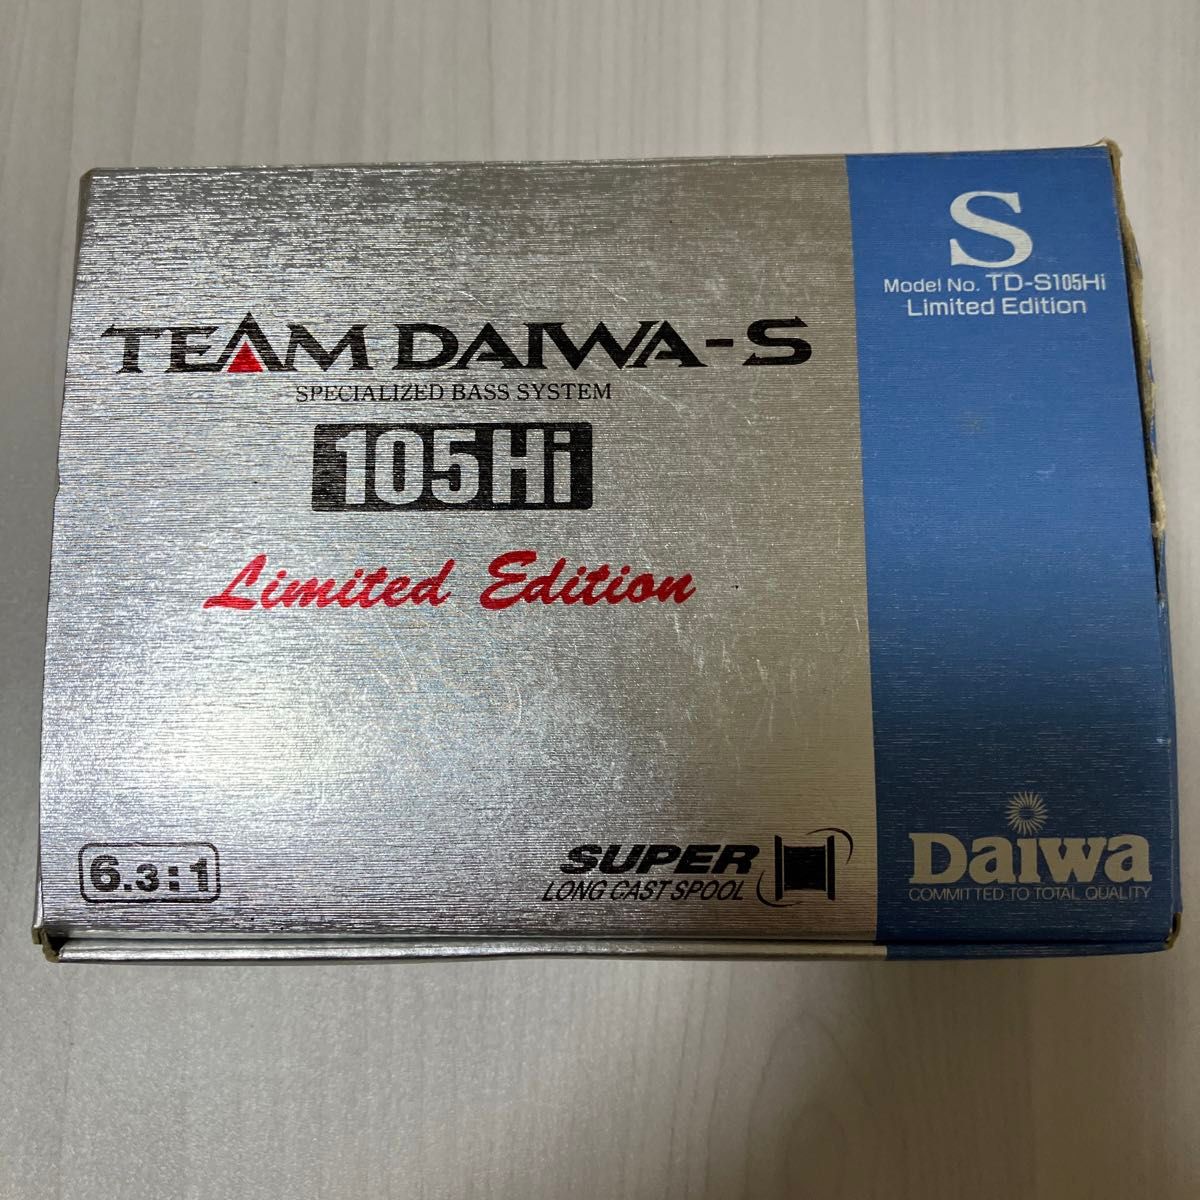 TEAM DAIWA-S
SPECIALIZED BASS SYSTEM
105Hi
Limited Edition
6.3:1
SUPER
LONG CAST SPOOL
S
Model No. TD-S105Hi
Limited Edition
Daiwa
COMMITTED TO TOTAL QUALITY